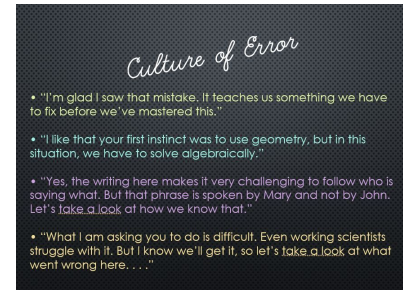 Culture of Error
• “I’m glad I saw that mistake. It teaches us something we have
to fix before we’ve mastered this.”
• “I like that your first instinct was to use geometry, but in this
situation, we have to solve algebraically.”
• “Yes, the writing here makes it very challenging to follow who is
saying what. But that phrase is spoken by Mary and not by John.
Let’s take a look at how we know that.”
• “What I am asking you to do is difficult. Even working scientists
struggle with it. But I know we’ll get it, so let’s take a look at what
went wrong here. . . .”